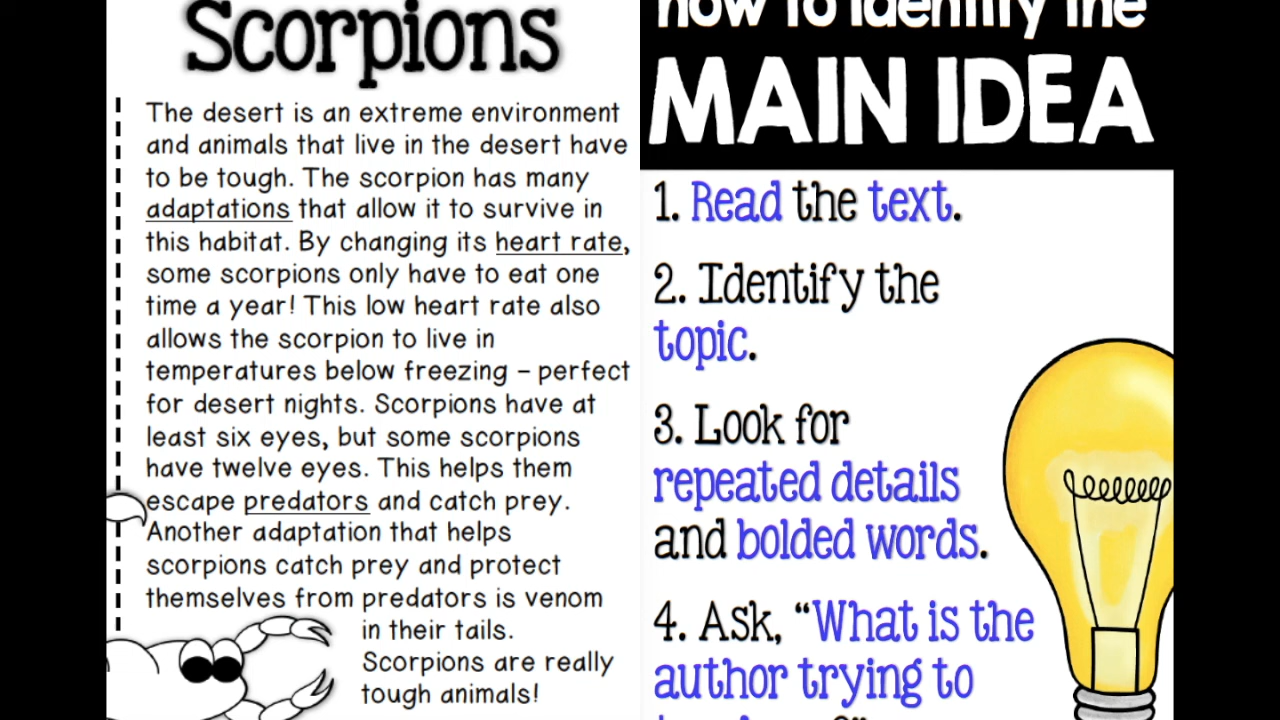 Scorpions
The desert is an extreme environment
and animals that live in the desert have
to be tough. The scorpion has many
adaptations that allow it to survive in
this habitat. By changing its heart rate,
some scorpions only have to eat one
time a year! This low heart rate also
allows the scorpion to live in
temperatures below freezing – perfect
for desert nights. Scorpions have at
least six eyes, but some scorpions
have twelve eyes. This helps them
escape predators and catch prey.
Another adaptation that helps
scorpions catch prey and protect
themselves from predators is venom
in their tails.
Scorpions are really
tough animals!
how to identify the
MAIN IDEA
1. Read the text.
2. Identify the
topic.
3. Look for
repeated details
and bolded words.
4. Ask, “What is the
author trying to